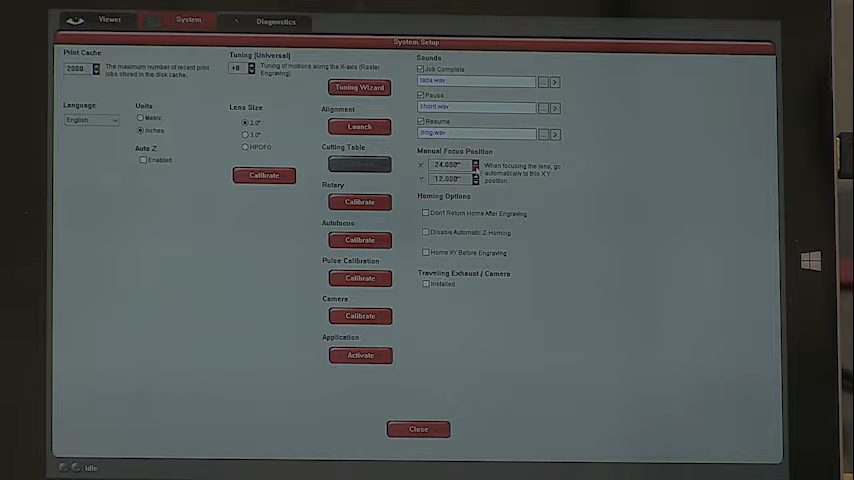 Viewer
System
Diagnostics
System Setup
Print Cache
2000
The maximum number of recent print
jobs stored in the disk cache.
Language
English
Units
Metric
Inches
Auto Z
Enabled
Tuning (Universal)
+8
Tuning of motions along the X-axis (Raster
Engraving)
Tuning Wizard
Lens Size
2.0"
3.0"
HPDFO
Calibrate
Alignment
Launch
Cutting Table
Rotary
Calibrate
Autofocus
Calibrate
Pulse Calibration
Calibrate
Camera
Calibrate
Application
Activate
Sounds
Job Complete
tada.wav
...
>
Pause
chord.wav
...
>
Resume
ding.wav
...
>
Manual Focus Position
X: 24.000"
Y: 12.000"
When focusing the lens, go
automatically to this X,Y
position.
Homing Options
Don't Return Home After Engraving
Disable Automatic Z-Homing
Home XY Before Engraving
Traveling Exhaust / Camera
Installed
Close
Idle